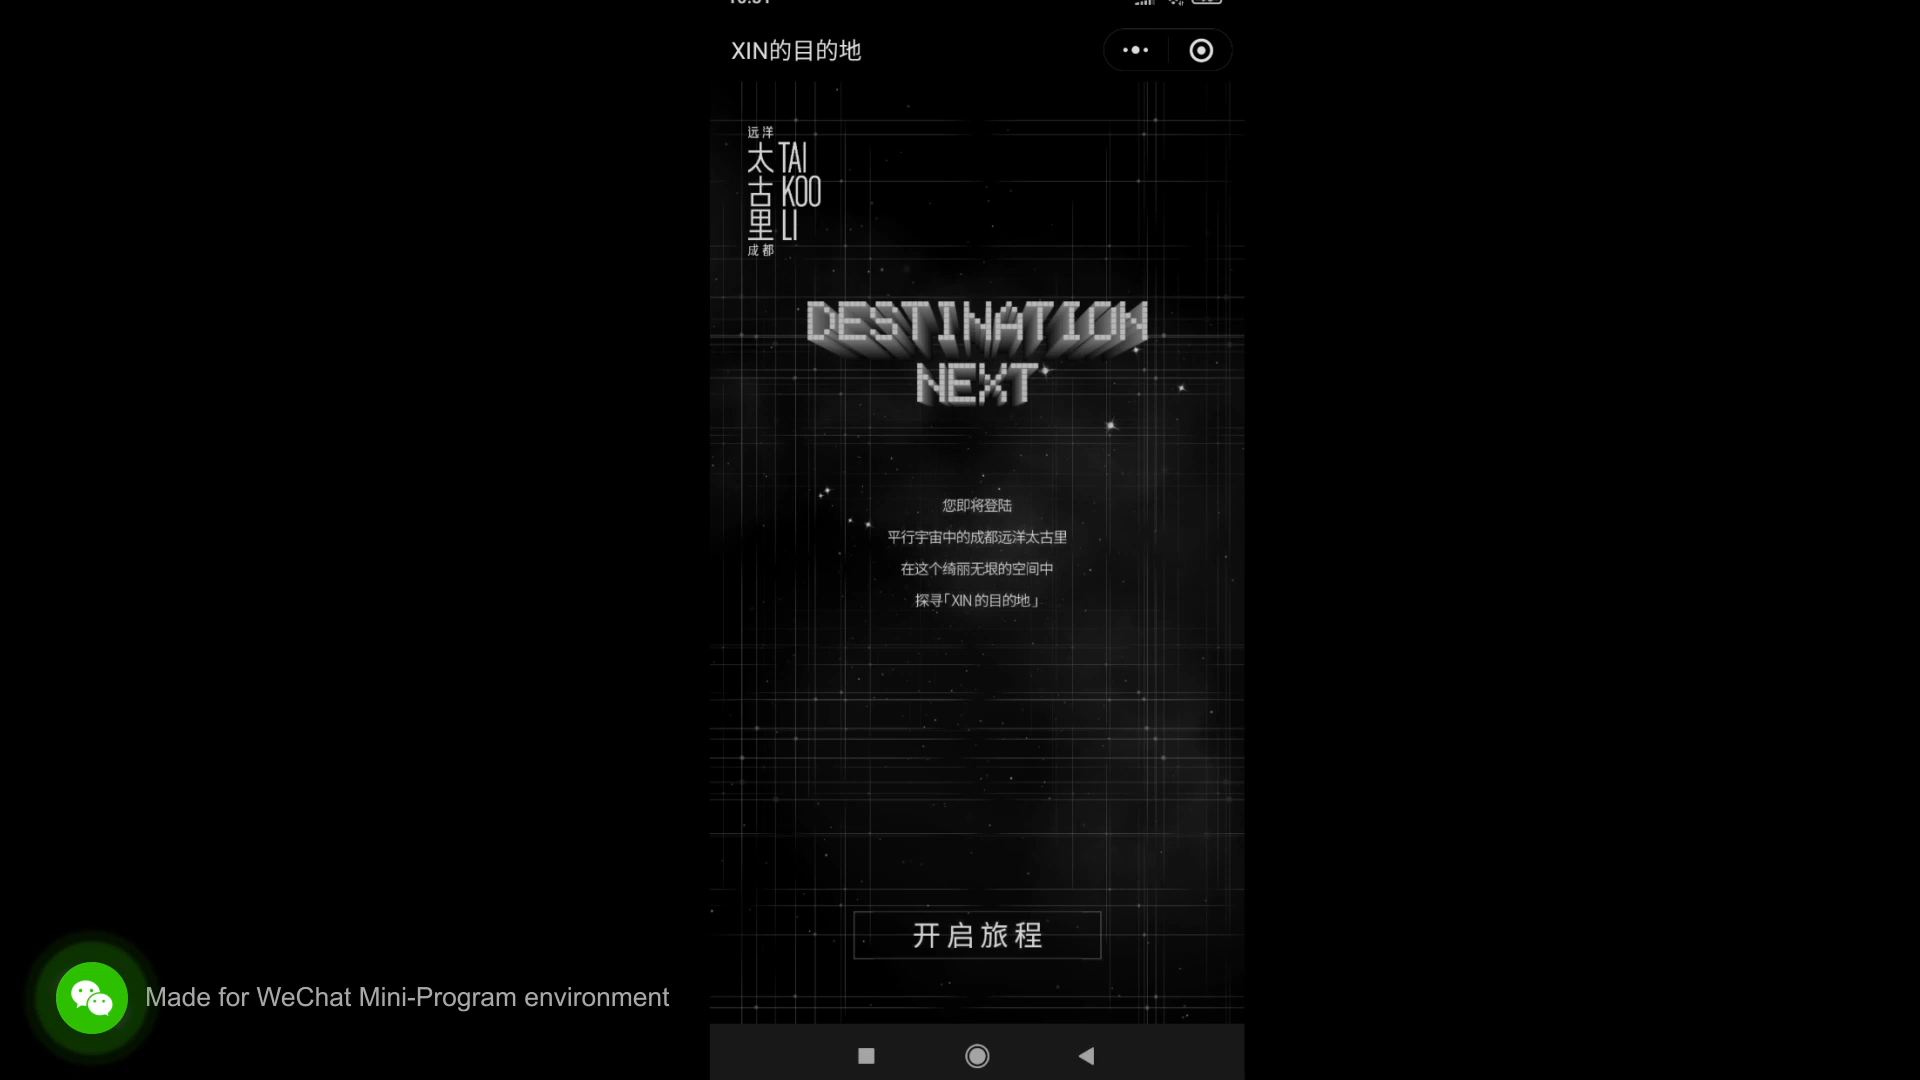 XIN的目的地
远洋
太 TAI
古 KOO
里 LI
成都
DESTINATION
NEXT
您即将登陆
平行宇宙中的成都远洋太古里
在这个绮丽无垠的空间中
探寻「XIN 的目的地」
开启旅程
Made for WeChat Mini-Program environment